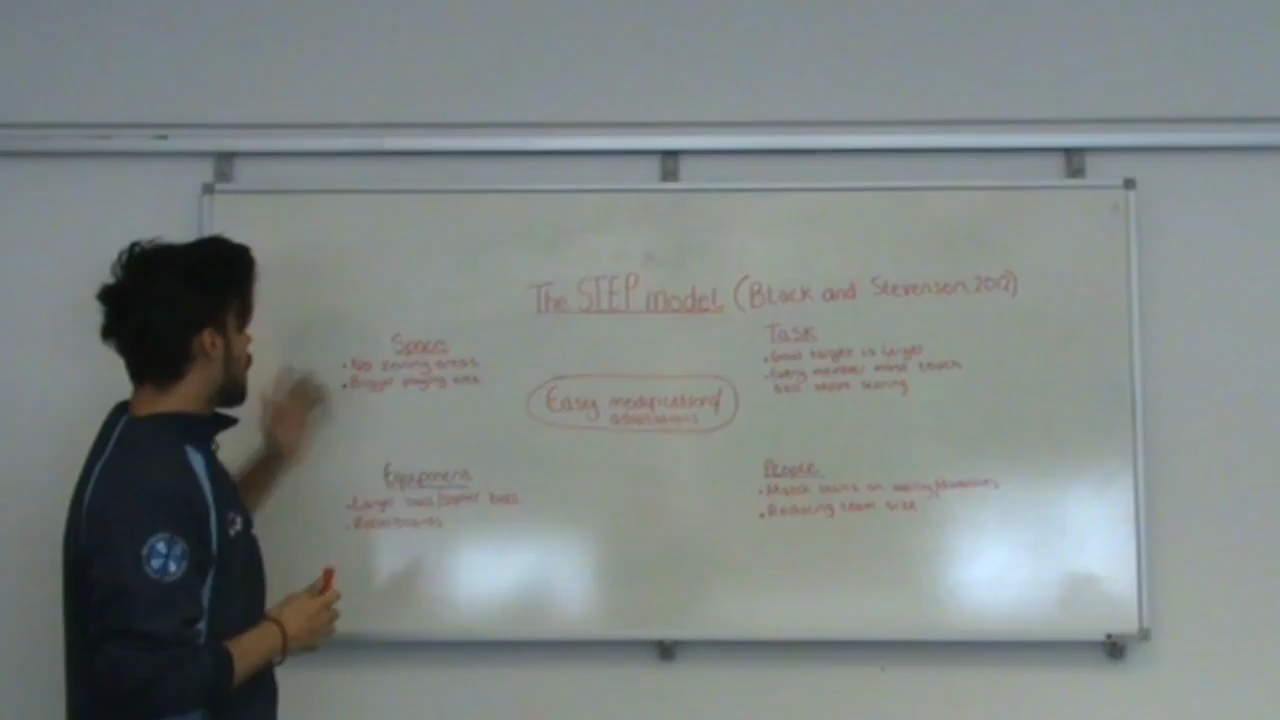 The STEP model (Black and Stevenson, 2012)
Space
• No zoning areas
• Bigger playing area
Task
• Goal target is larger
• Every member must touch
ball before scoring
Easy modifications/
adaptations
Equipment
• Larger ball/softer ball
• Reboards
People
• Match teams on ability/
• Reducing team size